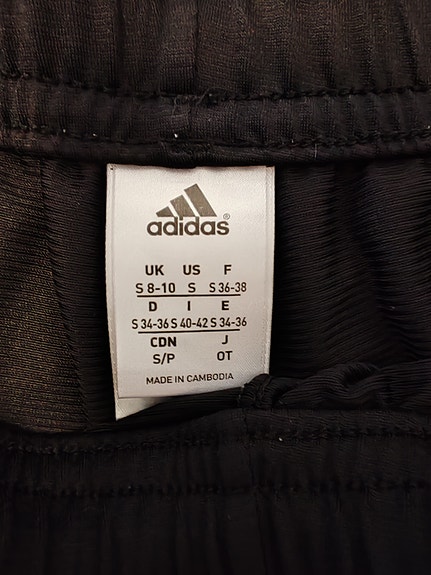 adidas®
UK US F
S 8-10 S S 36-38
D I E
S 34-36 S 40-42 S 34-36
CDN J
S/P OT
MADE IN CAMBODIA